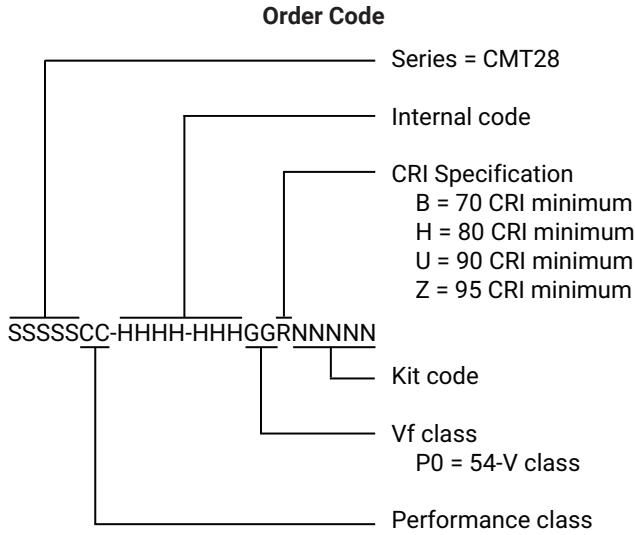 Order Code
Series = CMT28
Internal code
CRI Specification
B = 70 CRI minimum
H = 80 CRI minimum
U = 90 CRI minimum
Z = 95 CRI minimum
SSSSSCC-HHHH-HHHGGRNNNNN
Kit code
Vf class
P0 = 54-V class
Performance class